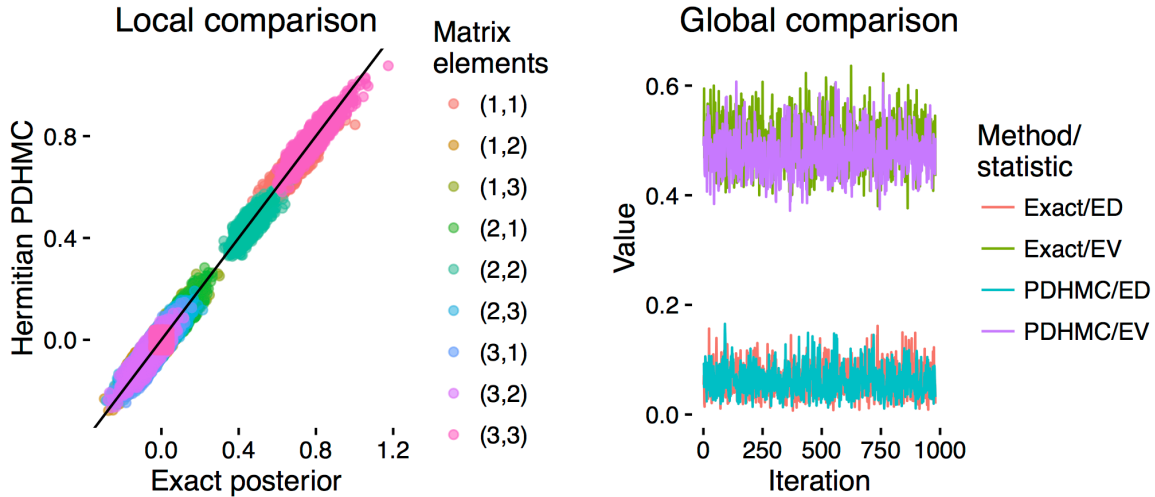 Local comparison
Hermitian PDHMC
0.8
0.4
0.0
0.0 0.4 0.8 1.2
Exact posterior
Matrix
elements
(1,1)
(1,2)
(1,3)
(2,1)
(2,2)
(2,3)
(3,1)
(3,2)
(3,3)
Global comparison
Value
0.6
0.4
0.2
0.0
0 250 500 750 1000
Iteration
Method/
statistic
Exact/ED
Exact/EV
PDHMC/ED
PDHMC/EV